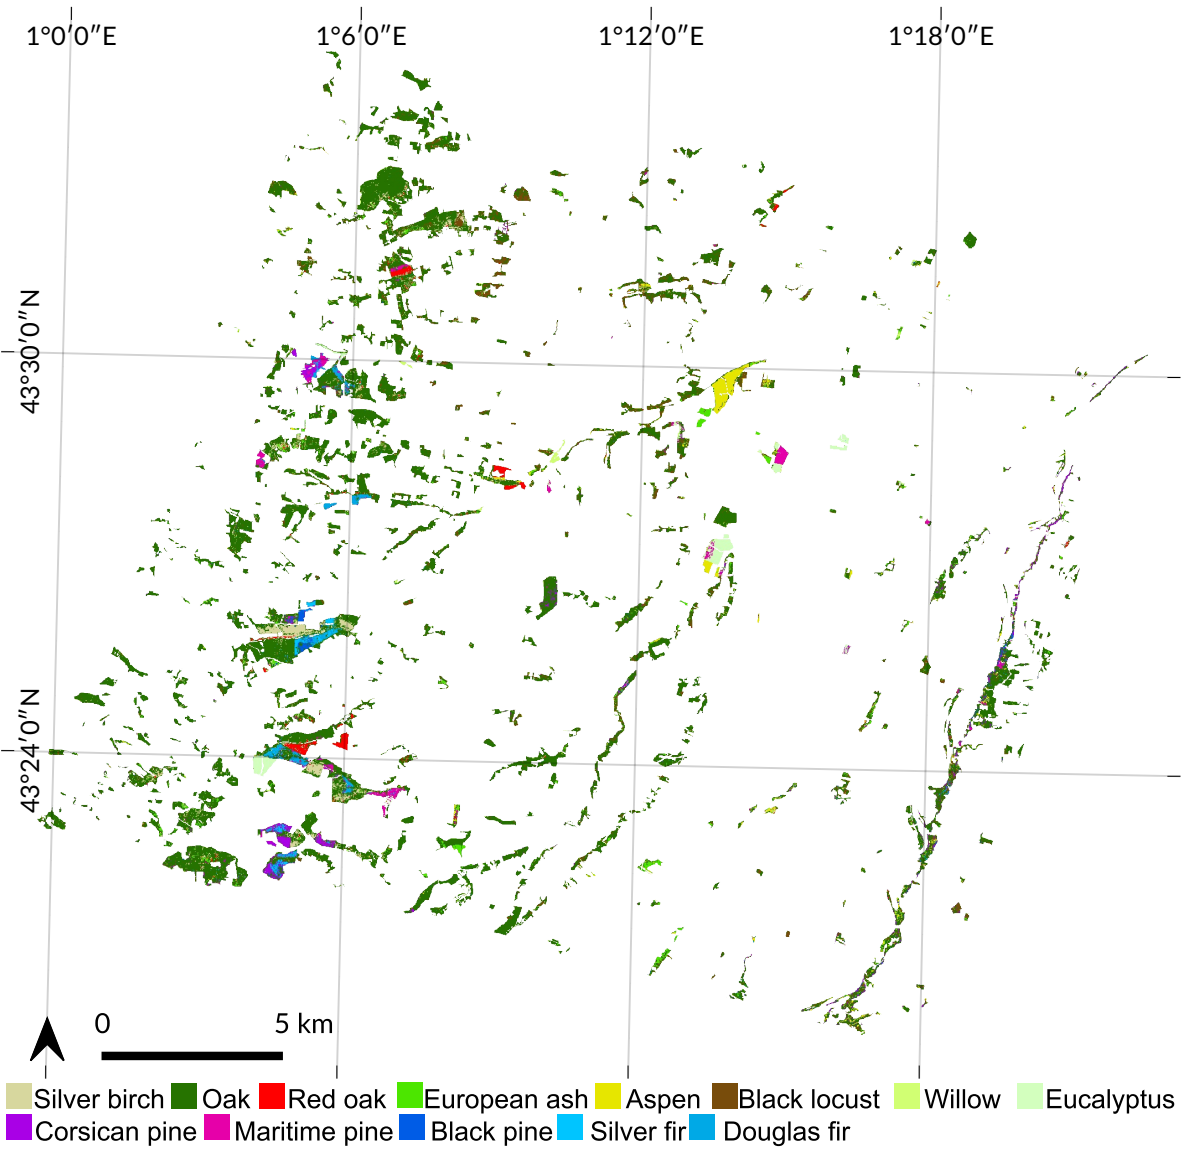 1°0′0″E 1°6′0″E 1°12′0″E 1°18′0″E
43°30′0″N
43°24′0″N
0 5 km
Silver birch Oak Red oak European ash Aspen Black locust Willow Eucalyptus
Corsican pine Maritime pine Black pine Silver fir Douglas fir